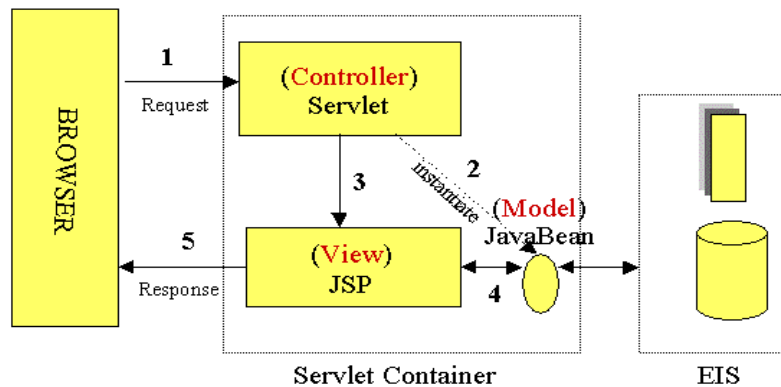 BROWSER
1
Request
(Controller)
Servlet
2
instantiate
3
(Model)
JavaBean
(View)
JSP
4
5
Response
Servlet Container
EIS